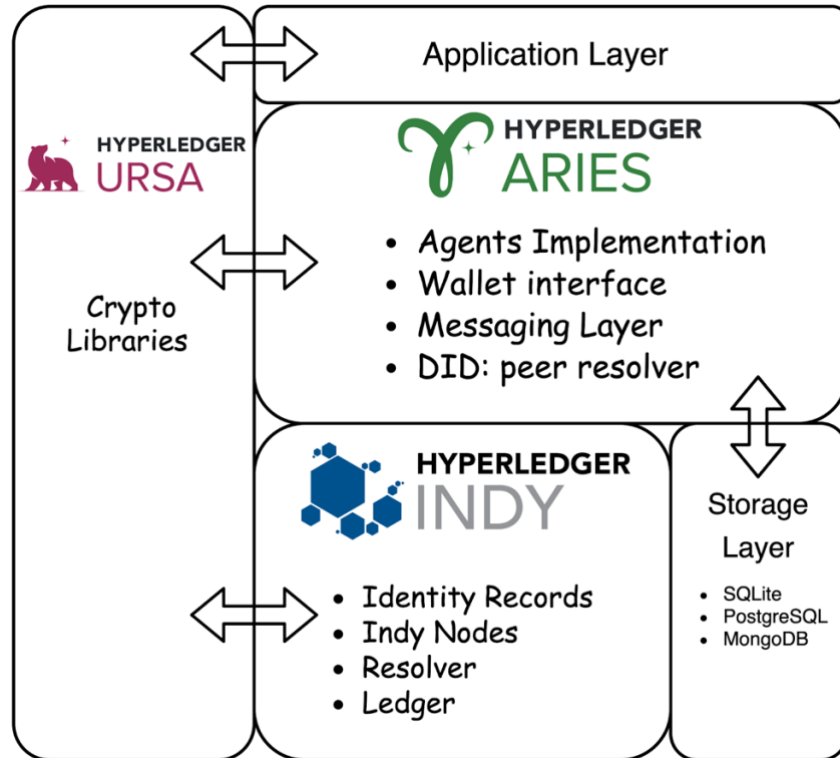 Application Layer
HYPERLEDGER
URSA
Crypto
Libraries
HYPERLEDGER
ARIES
• Agents Implementation
• Wallet interface
• Messaging Layer
• DID: peer resolver
HYPERLEDGER
INDY
• Identity Records
• Indy Nodes
• Resolver
• Ledger
Storage
Layer
• SQLite
• PostgreSQL
• MongoDB